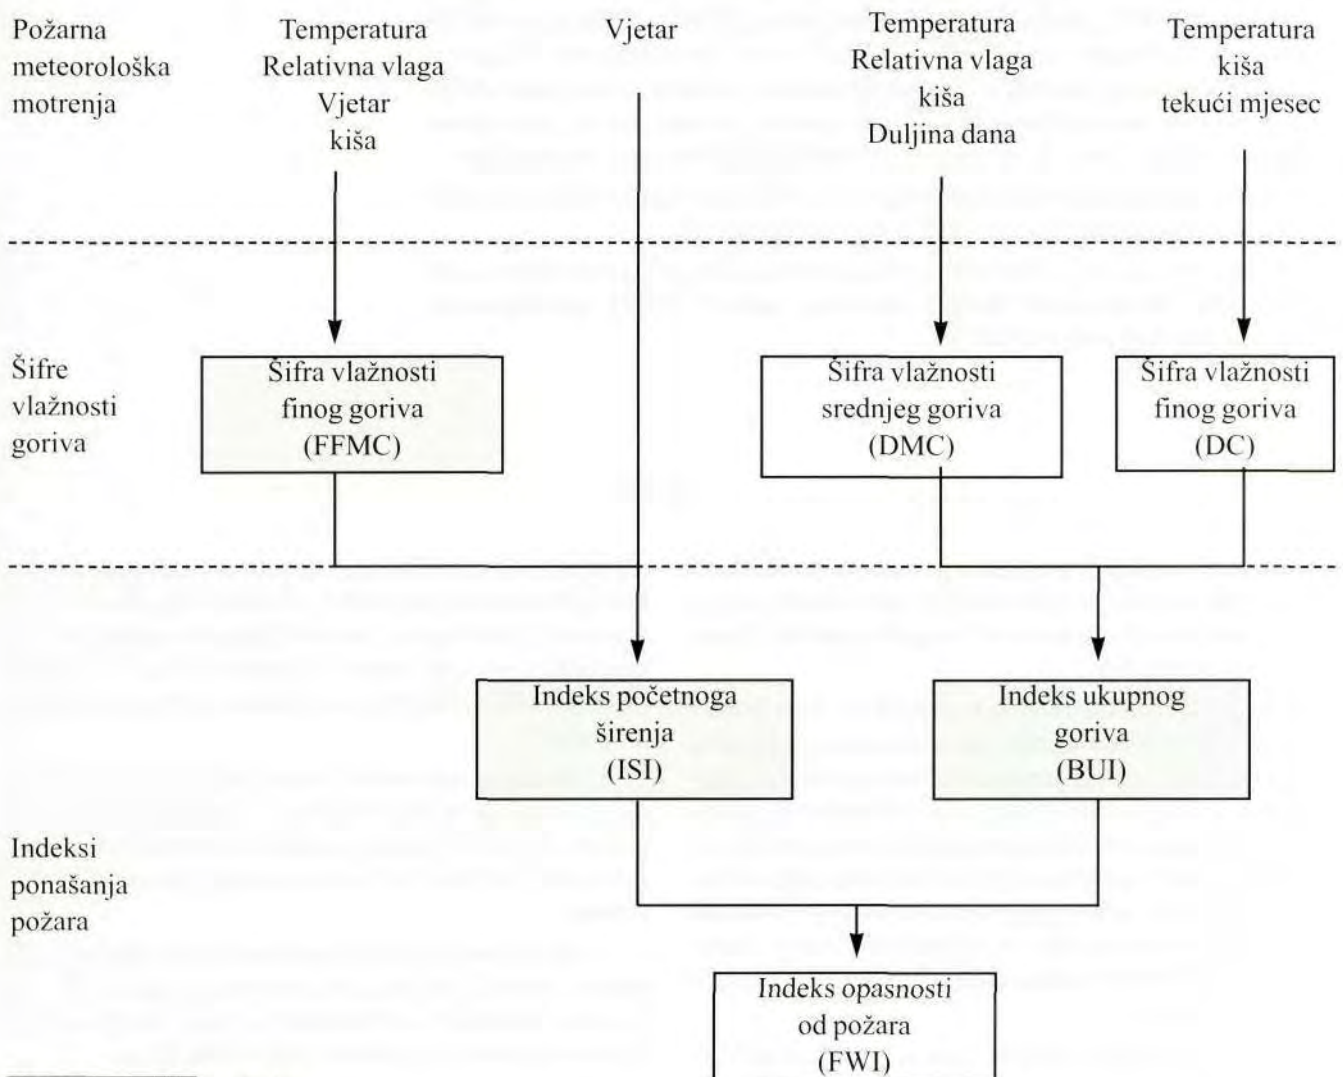 Požarna
meteorološka
motrenja
Temperatura
Relativna vlaga
Vjetar
kiša
Vjetar
Temperatura
Relativna vlaga
kiša
Duljina dana
Temperatura
kiša
tekući mjesec
Šifre
vlažnosti
goriva
Šifra vlažnosti
finog goriva
(FFMC)
Šifra vlažnosti
srednjeg goriva
(DMC)
Šifra vlažnosti
finog goriva
(DC)
Indeks početnoga
širenja
(ISI)
Indeks ukupnog
goriva
(BUI)
Indeksi
ponašanja
požara
Indeks opasnosti
od požara
(FWI)